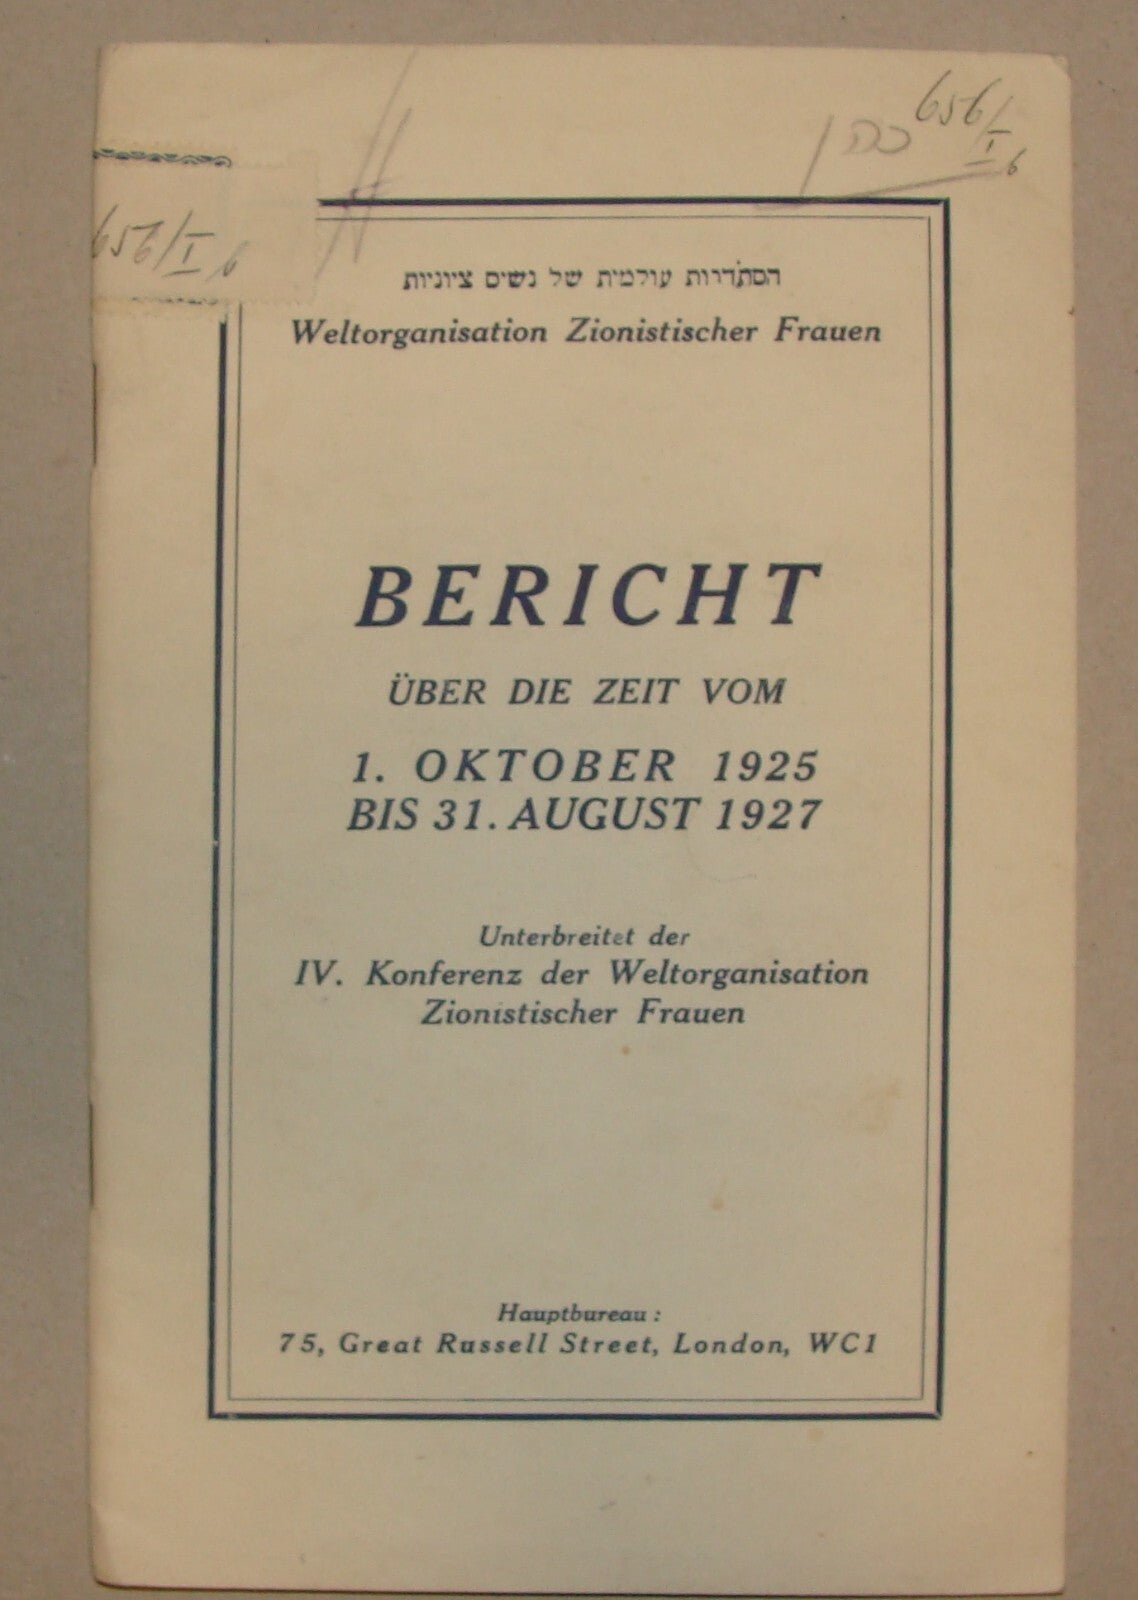 656/I 6
כהן
656/I 6
הסתדרות עולמית של נשים ציוניות
Weltorganisation Zionistischer Frauen
BERICHT
ÜBER DIE ZEIT VOM
1. OKTOBER 1925
BIS 31. AUGUST 1927
Unterbreitet der
IV. Konferenz der Weltorganisation
Zionistischer Frauen
Hauptbureau :
75, Great Russell Street, London, WC1